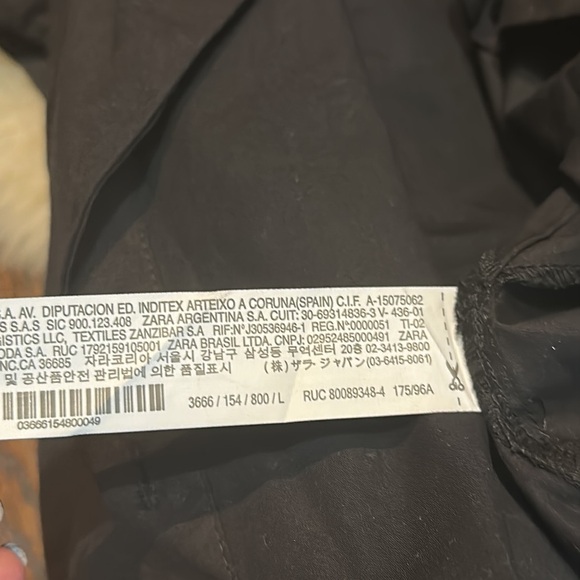 S.A. AV. DIPUTACION ED. INDITEX ARTEIXO A CORUNA(SPAIN) C.I.F. A-15075062
S S.A.S SIC 900.123.408 ZARA ARGENTINA S.A. CUIT: 30-69314836-3 V- 436-01
GISTICS LLC, TEXTILES ZANZIBAR S.A RIF:N°J30536946-1 REG.N°0000051 TI-02
ODA S.A. RUC 1792159105001 ZARA BRASIL LTDA. CNPJ: 02952485000491 ZARA
INC.CA 36685 자라코리아 서울시 강남구 삼성동 무역센터 20층 02-3413-9800
및 공산품안전 관리법에 의한 품질표시 (株) ザラ・ジャパン (03-6415-8061)
3666 / 154 / 800 / L RUC 80089348-4 175/96A
03666154800049